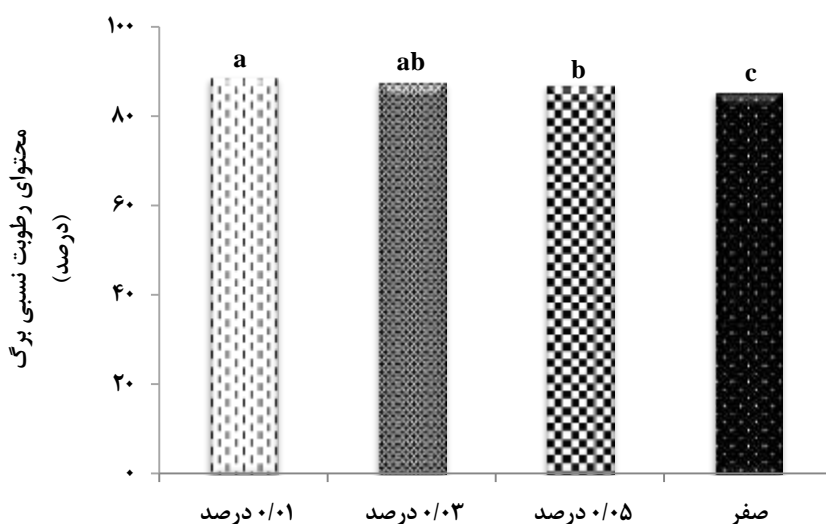 محتوای رطوبت نسبی برگ
(درصد)
۱۰۰
۸۰
۶۰
۴۰
۲۰
۰
a
ab
b
c
۰/۰۱ درصد
۰/۰۳ درصد
۰/۰۵ درصد
صفر